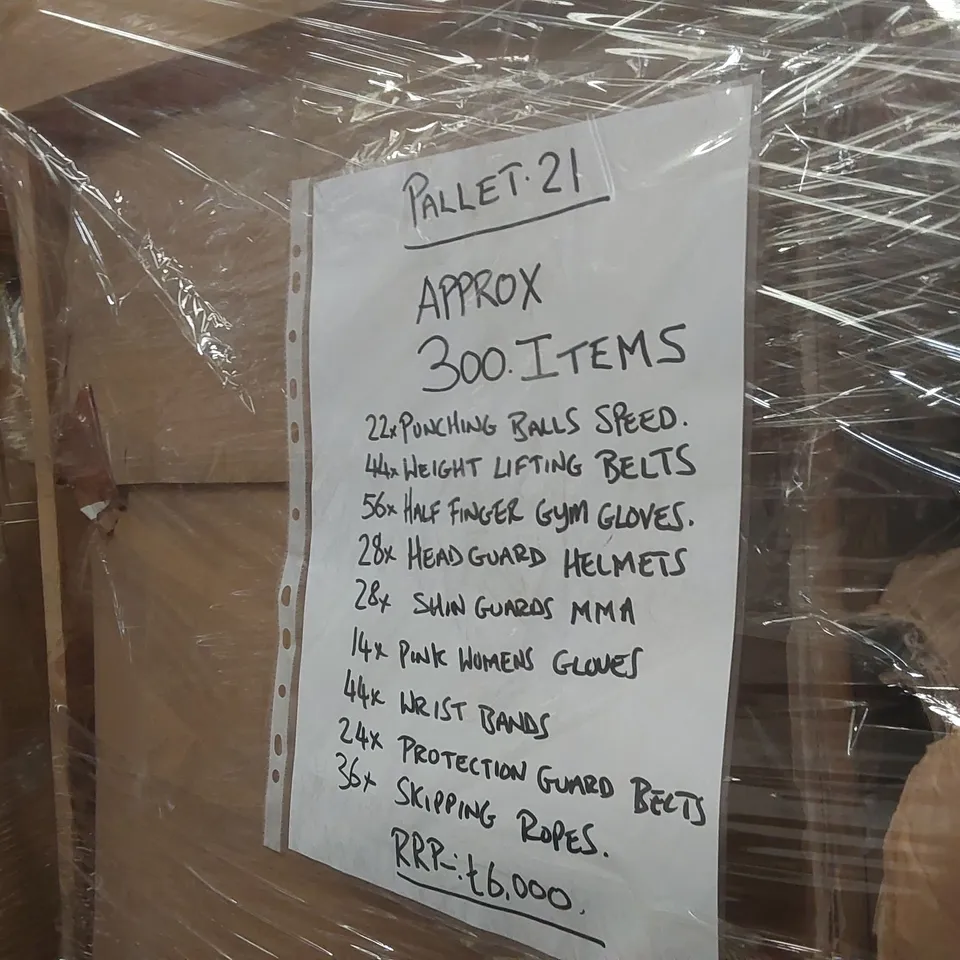 PALLET. 21
APPROX
300. ITEMS
22x PUNCHING BALLS SPEED.
44x WEIGHT LIFTING BELTS
56x HALF FINGER GYM GLOVES.
28x HEAD GUARD HELMETS
28x SHIN GUARDS MMA
14x PINK WOMENS GLOVES
44x WRIST BANDS
24x PROTECTION GUARD BELTS
36x SKIPPING ROPES.
RRP-: £6,000.